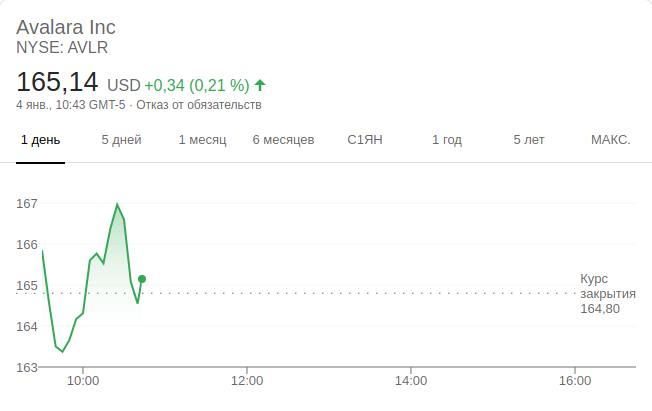 Avalara Inc
NYSE: AVLR
165,14 USD +0,34 (0,21 %)
4 янв., 10:43 GMT-5 · Отказ от обязательств
1 день 5 дней 1 месяц 6 месяцев С1ЯН 1 год 5 лет МАКС.
167
166
165
164
163
Курс
закрытия
164,80
10:00 12:00 14:00 16:00